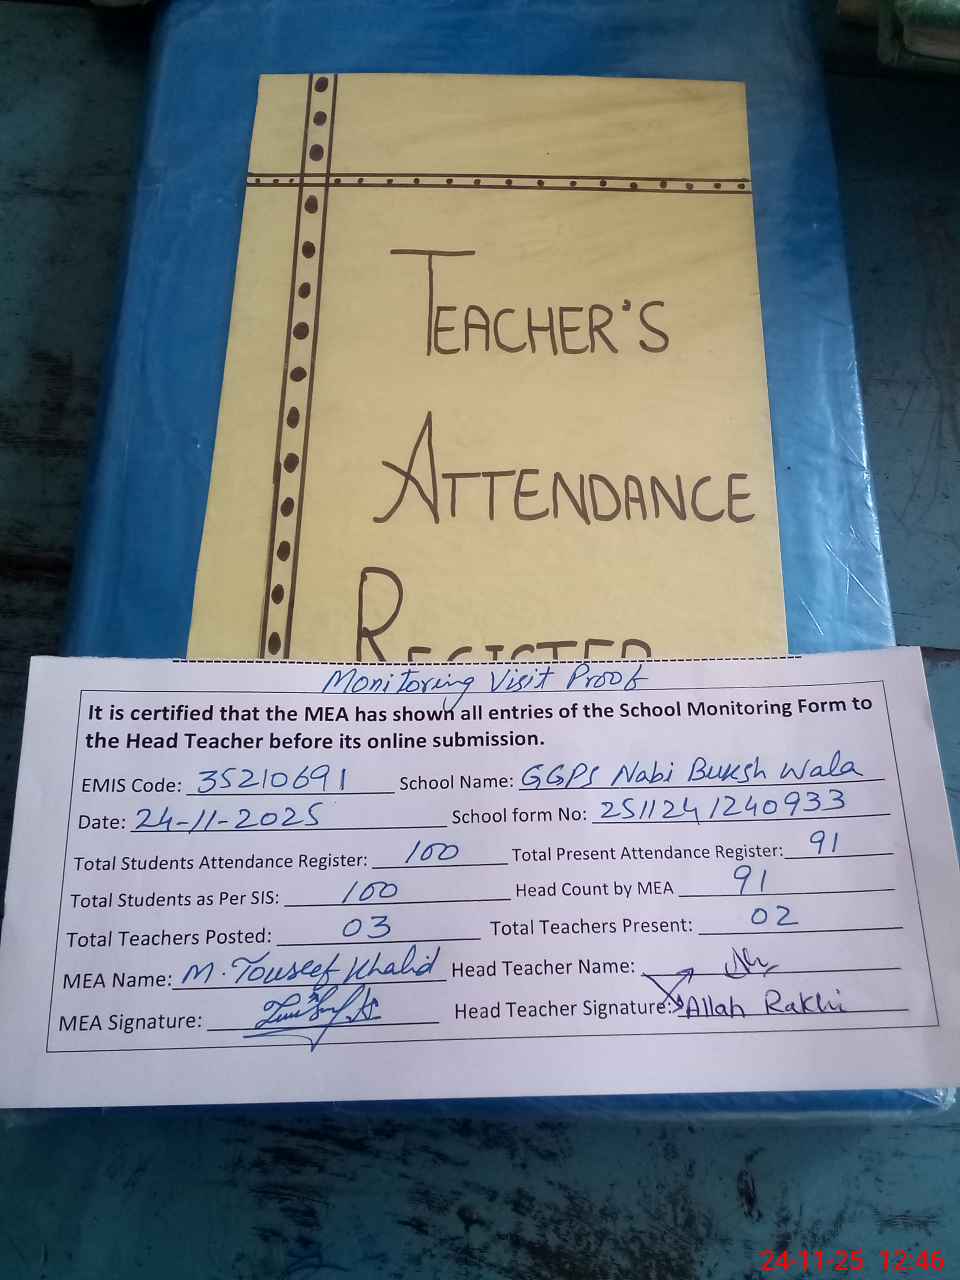 TEACHER'S
ATTENDANCE
REGISTER
Monitoring Visit Proof
It is certified that the MEA has shown all entries of the School Monitoring Form to
the Head Teacher before its online submission.
EMIS Code: 35210691 School Name: GGPS Nabi Buksh Wala
Date: 24-11-2025 School form No: 251124 1240933
Total Students Attendance Register: 100 Total Present Attendance Register: 91
Total Students as Per SIS: 100 Head Count by MEA 91
Total Teachers Posted: 03 Total Teachers Present: 02
MEA Name: M. Touseef Khalid Head Teacher Name:
MEA Signature: Head Teacher Signature: Allah Rakhi
24-11-25 12:46